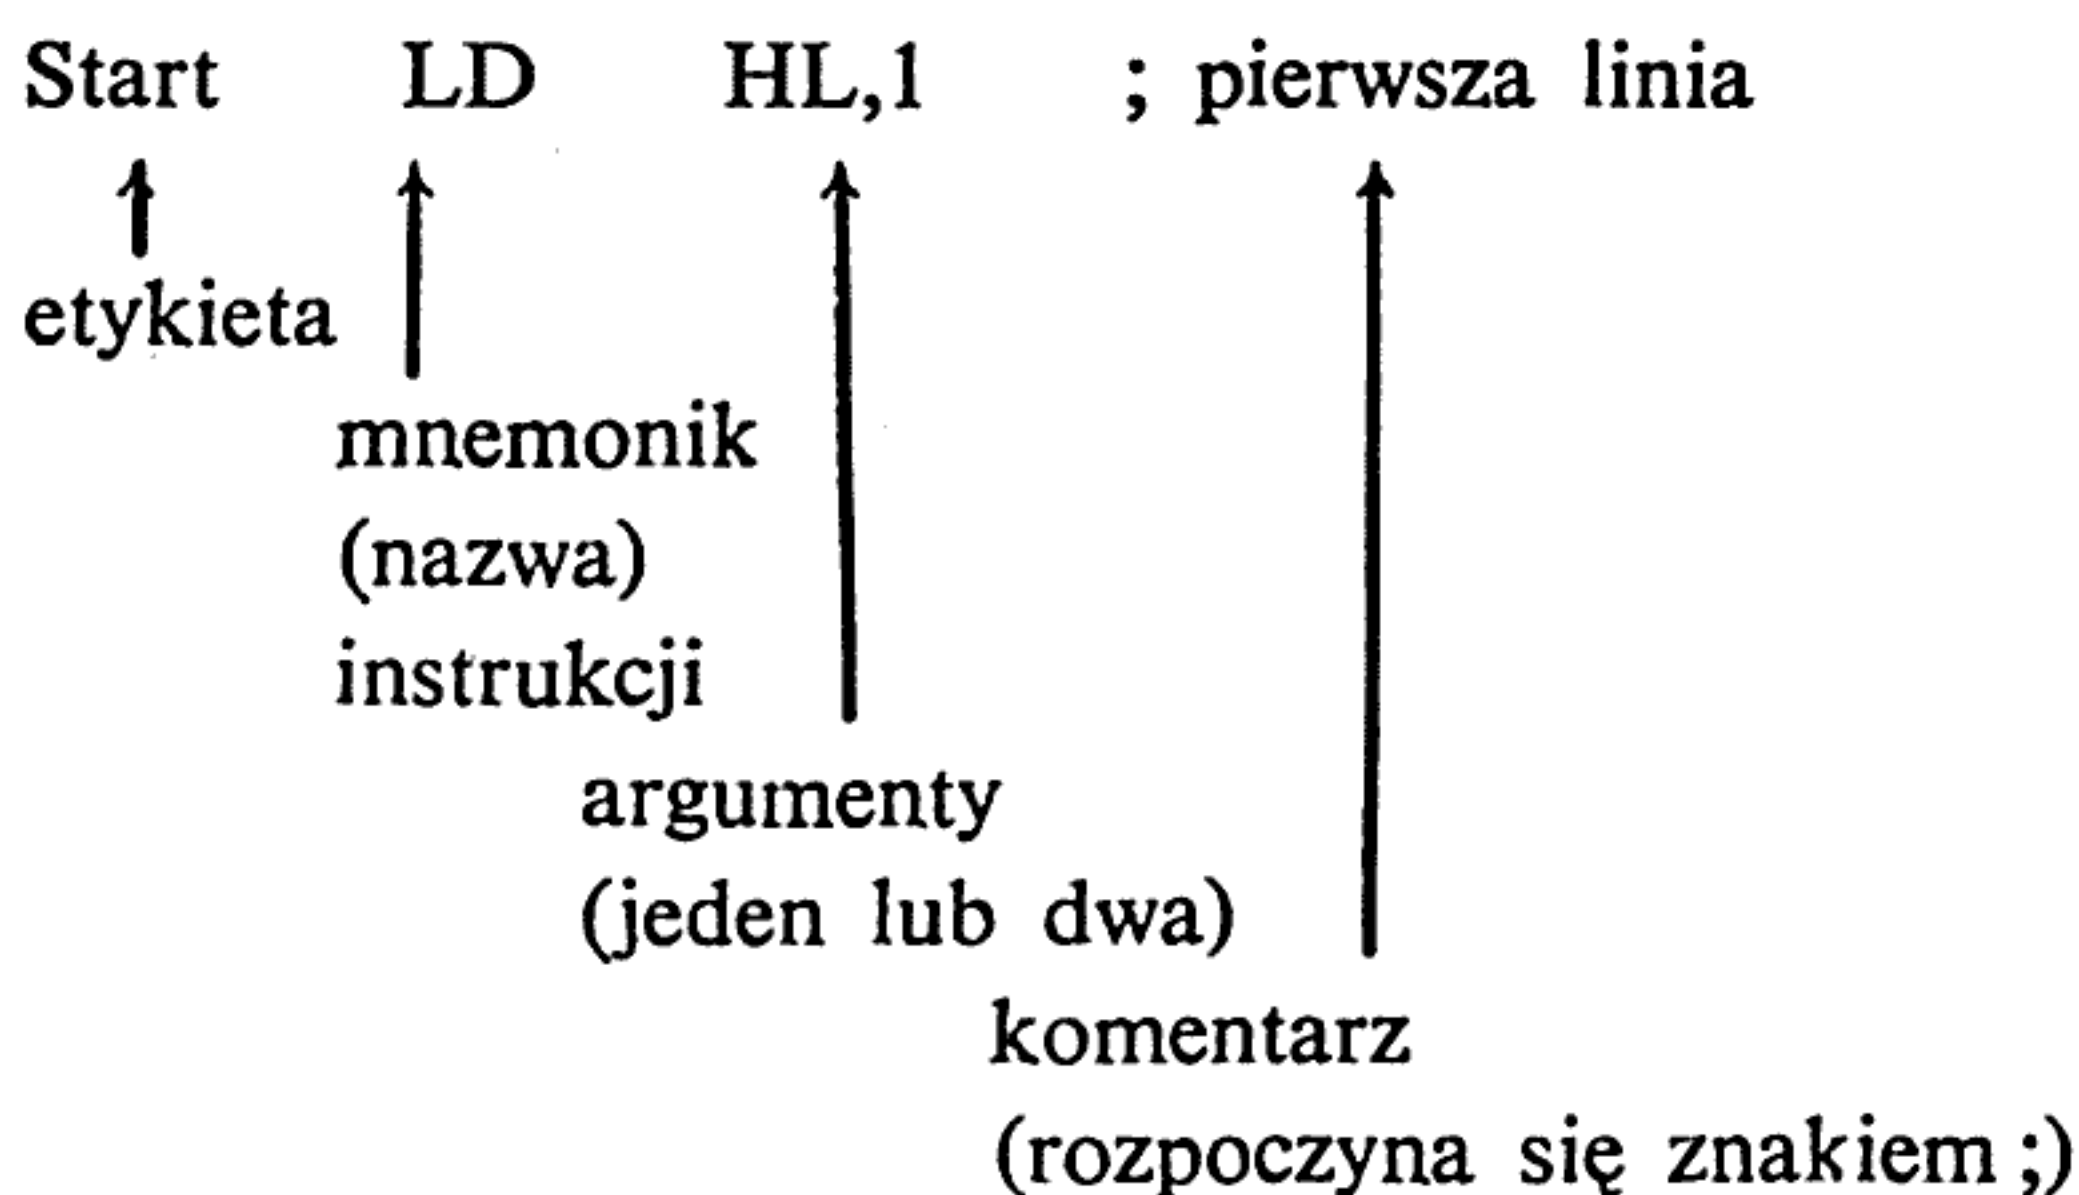 Start LD HL,1 ; pierwsza linia
etykieta
mnemonik
(nazwa)
instrukcji
argumenty
(jeden lub dwa)
komentarz
(rozpoczyna się znakiem ;)